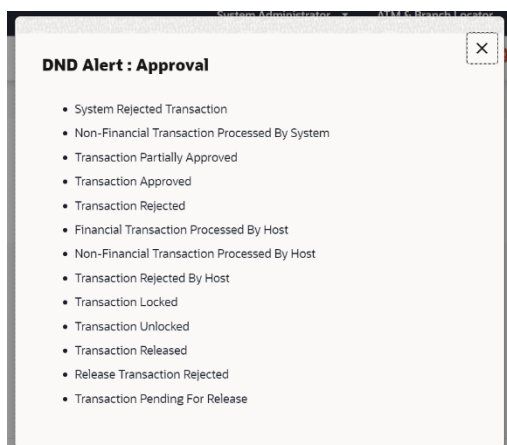 System Administrator ATM & Branch Locator
DND Alert : Approval
System Rejected Transaction
Non-Financial Transaction Processed By System
Transaction Partially Approved
Transaction Approved
Transaction Rejected
Financial Transaction Processed By Host
Non-Financial Transaction Processed By Host
Transaction Rejected By Host
Transaction Locked
Transaction Unlocked
Transaction Released
Release Transaction Rejected
Transaction Pending For Release